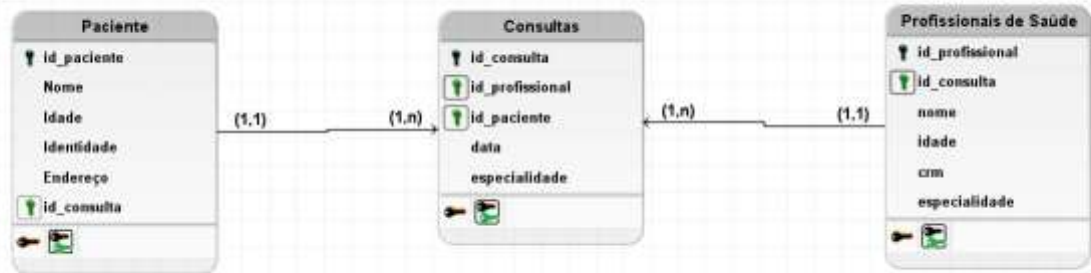 Paciente
id_paciente
Nome
Idade
Identidade
Endereço
id_consulta
(1,1)
(1,n)
Consultas
id_consulta
id_profissional
id_paciente
data
especialidade
(1,n)
(1,1)
Profissionais de Saúde
id_profissional
id_consulta
nome
idade
crm
especialidade